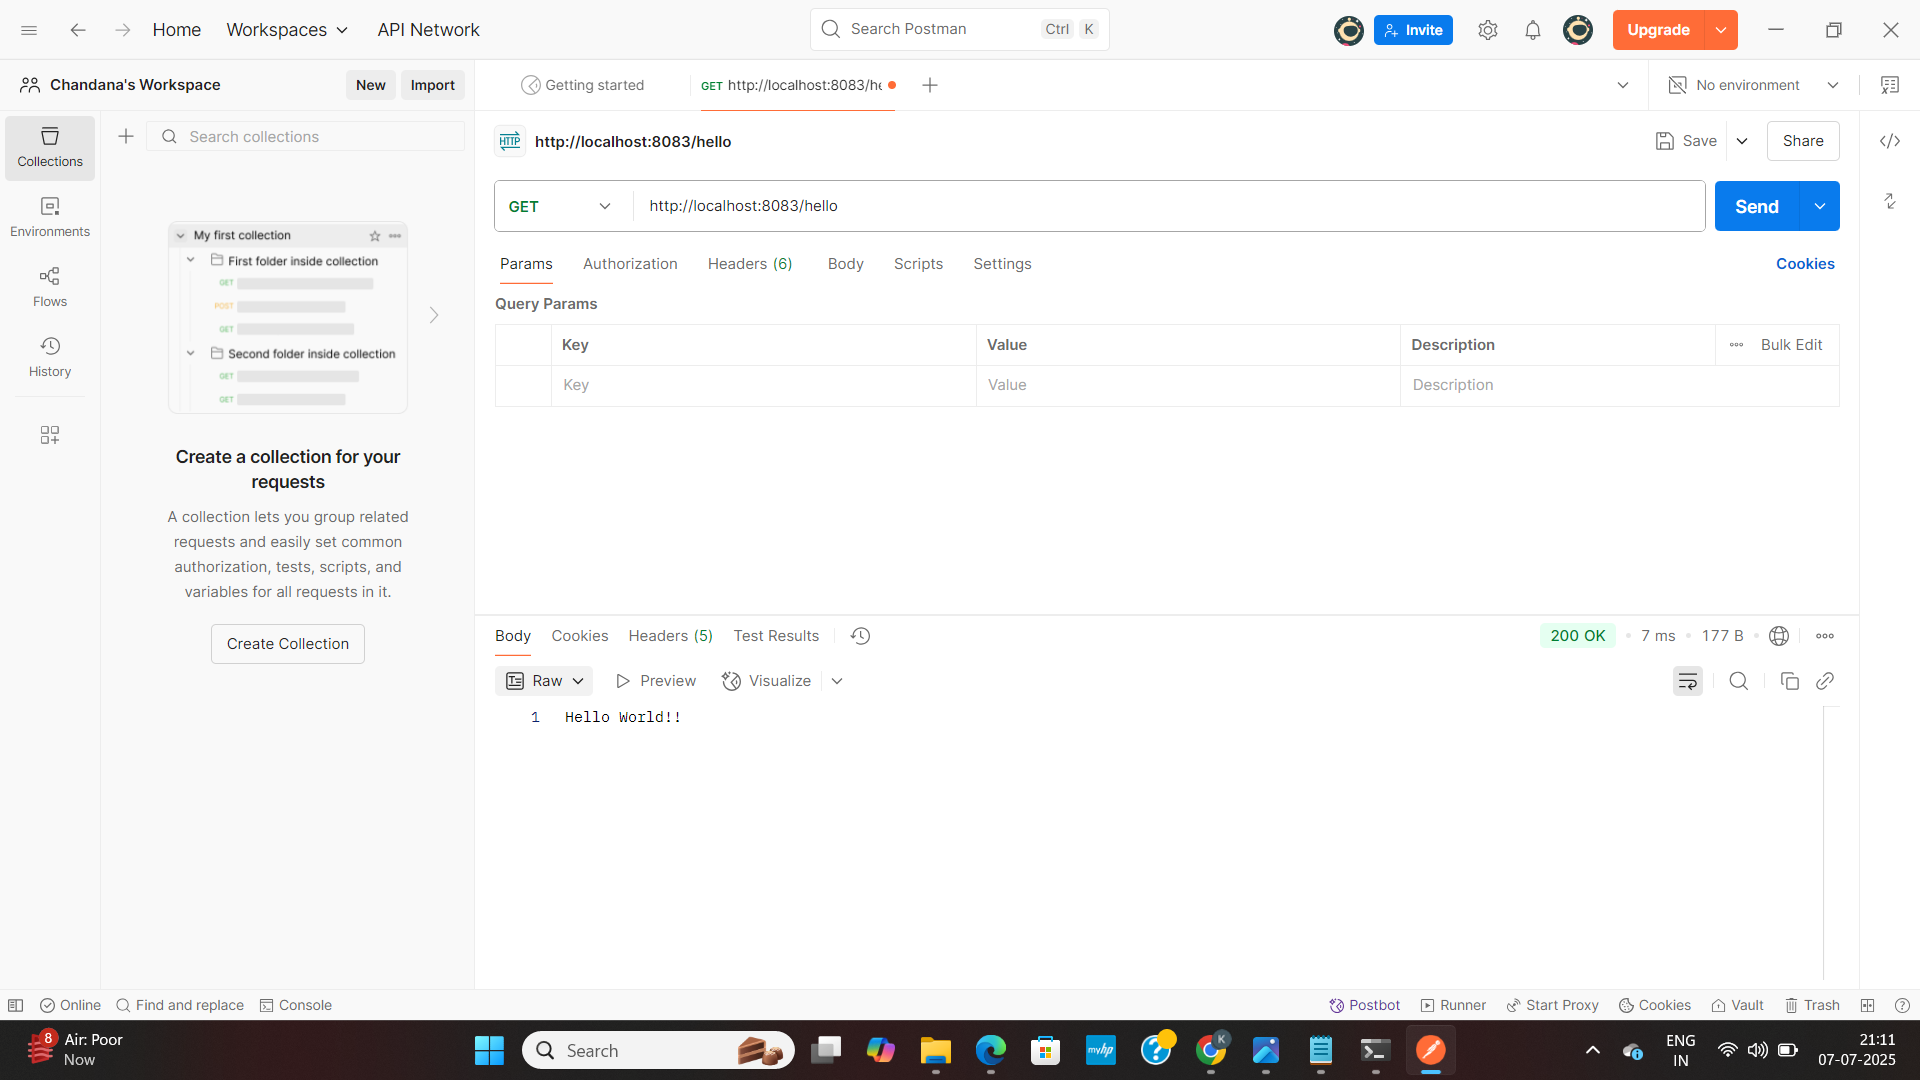 Home
Workspaces
API Network
Search Postman
Ctrl
K
Invite
Upgrade
Chandana's Workspace
New
Import
Getting started
GET http://localhost:8083/he
No environment
Collections
Environments
Flows
History
Search collections
My first collection
First folder inside collection
GET
POST
GET
Second folder inside collection
GET
GET
Create a collection for your
requests
A collection lets you group related
requests and easily set common
authorization, tests, scripts, and
variables for all requests in it.
Create Collection
HTTP
http://localhost:8083/hello
Save
Share
GET
http://localhost:8083/hello
Send
Params
Authorization
Headers (6)
Body
Scripts
Settings
Cookies
Query Params
Key
Value
Description
Bulk Edit
Key
Value
Description
Body
Cookies
Headers (5)
Test Results
200 OK
7 ms
177 B
Raw
Preview
Visualize
1 Hello World!!
Online
Find and replace
Console
Postbot
Runner
Start Proxy
Cookies
Vault
Trash
8
Air: Poor
Now
Search
myhp
K
ENG
IN
21:11
07-07-2025